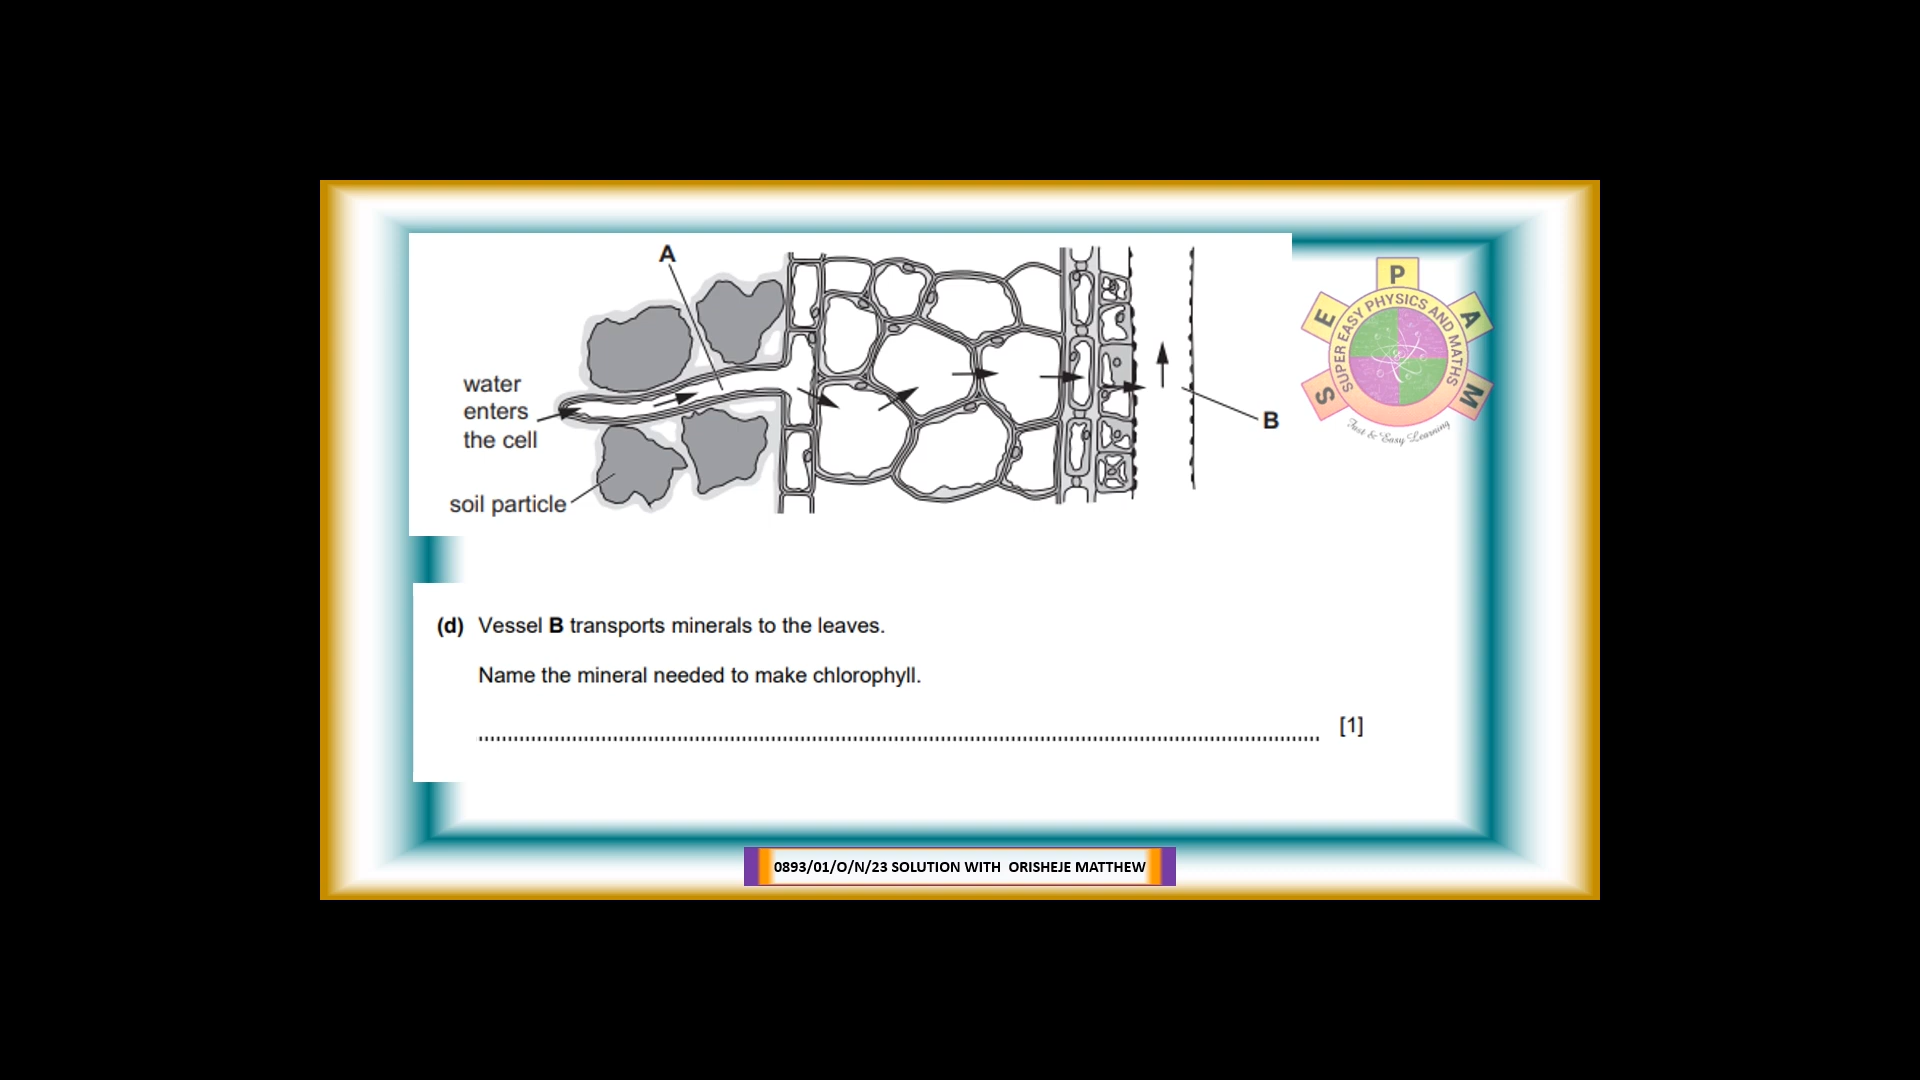 A
water
enters
the cell
soil particle
B
S E P A M
SUPER EASY PHYSICS AND MATHS
Fast & Easy Learning
(d) Vessel B transports minerals to the leaves.
Name the mineral needed to make chlorophyll.
[1]
0893/01/O/N/23 SOLUTION WITH ORISHEJE MATTHEW